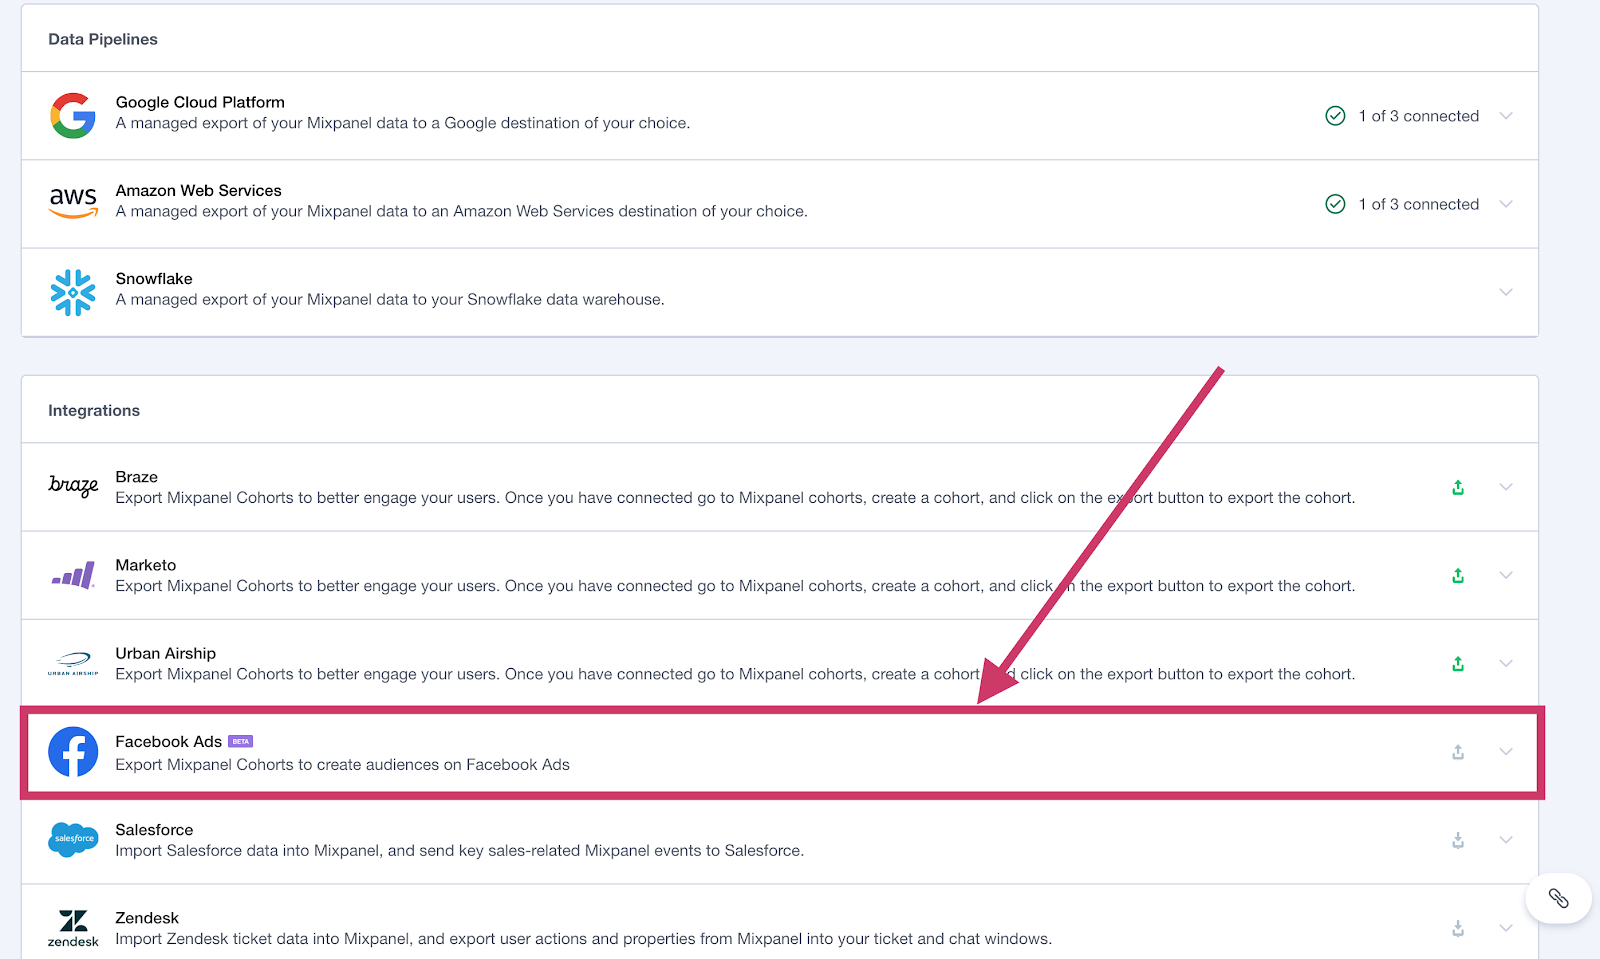 Data Pipelines
Google Cloud Platform
A managed export of your Mixpanel data to a Google destination of your choice.
1 of 3 connected
aws
Amazon Web Services
A managed export of your Mixpanel data to an Amazon Web Services destination of your choice.
1 of 3 connected
Snowflake
A managed export of your Mixpanel data to your Snowflake data warehouse.
Integrations
braze
Braze
Export Mixpanel Cohorts to better engage your users. Once you have connected go to Mixpanel cohorts, create a cohort, and click on the export button to export the cohort.
Marketo
Export Mixpanel Cohorts to better engage your users. Once you have connected go to Mixpanel cohorts, create a cohort, and click on the export button to export the cohort.
URBAN AIRSHIP
Urban Airship
Export Mixpanel Cohorts to better engage your users. Once you have connected go to Mixpanel cohorts, create a cohort, and click on the export button to export the cohort.
Facebook Ads BETA
Export Mixpanel Cohorts to create audiences on Facebook Ads
salesforce
Salesforce
Import Salesforce data into Mixpanel, and send key sales-related Mixpanel events to Salesforce.
zendesk
Zendesk
Import Zendesk ticket data into Mixpanel, and export user actions and properties from Mixpanel into your ticket and chat windows.